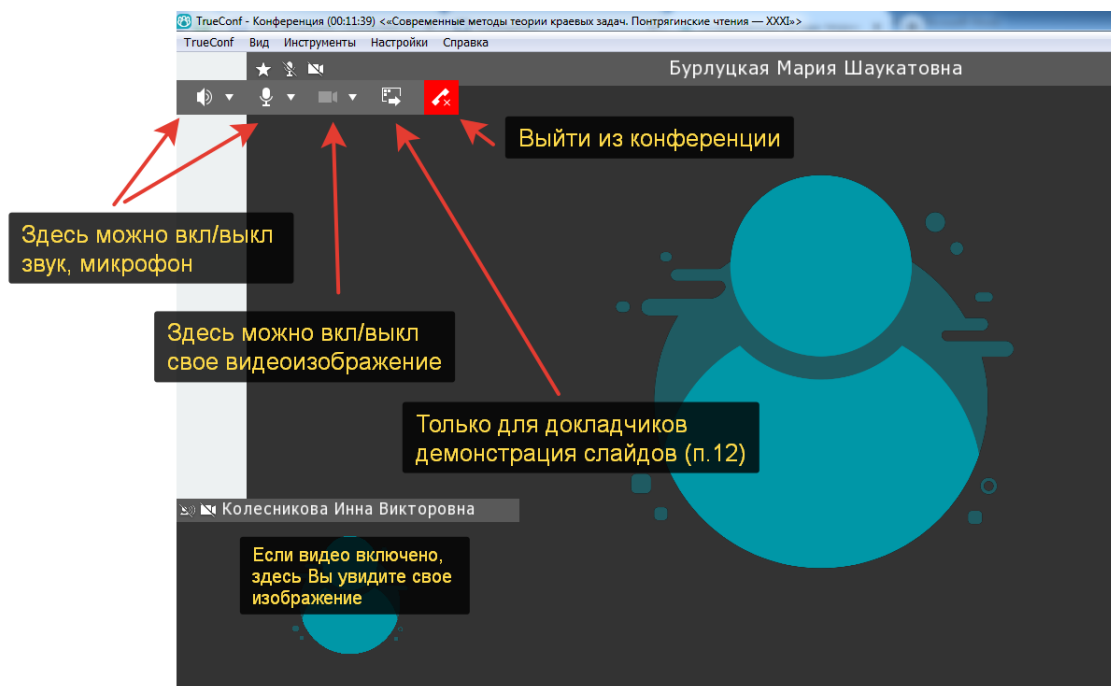 TrueConf - Конференция (00:11:39) <«Современные методы теории краевых задач. Понтрягинские чтения — XXXI»>
TrueConf Вид Инструменты Настройки Справка
Бурлуцкая Мария Шаукатовна
Выйти из конференции
Здесь можно вкл/выкл
звук, микрофон
Здесь можно вкл/выкл
свое видеоизображение
Только для докладчиков
демонстрация слайдов (п.12)
Колесникова Инна Викторовна
Если видео включено,
здесь Вы увидите свое
изображение